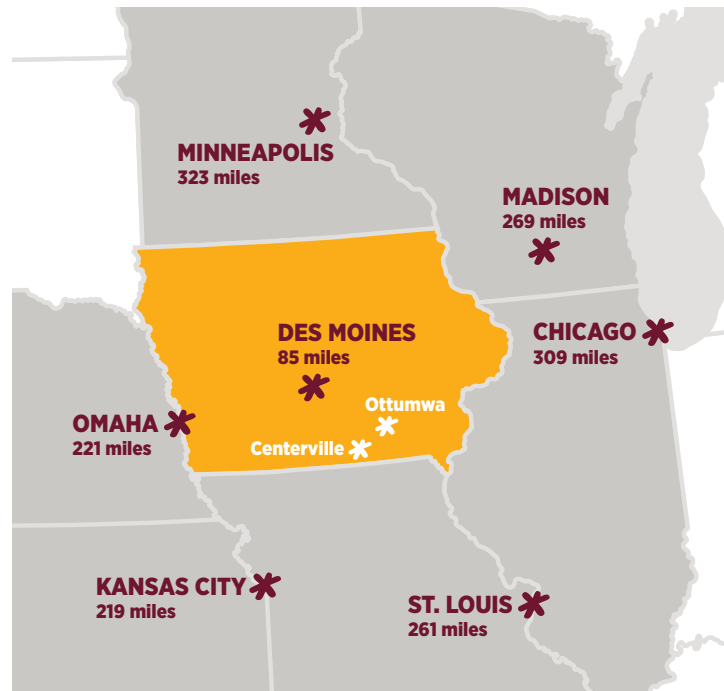 MINNEAPOLIS
323 miles
MADISON
269 miles
DES MOINES
85 miles
CHICAGO
309 miles
Ottumwa
OMAHA
221 miles
Centerville
KANSAS CITY
219 miles
ST. LOUIS
261 miles